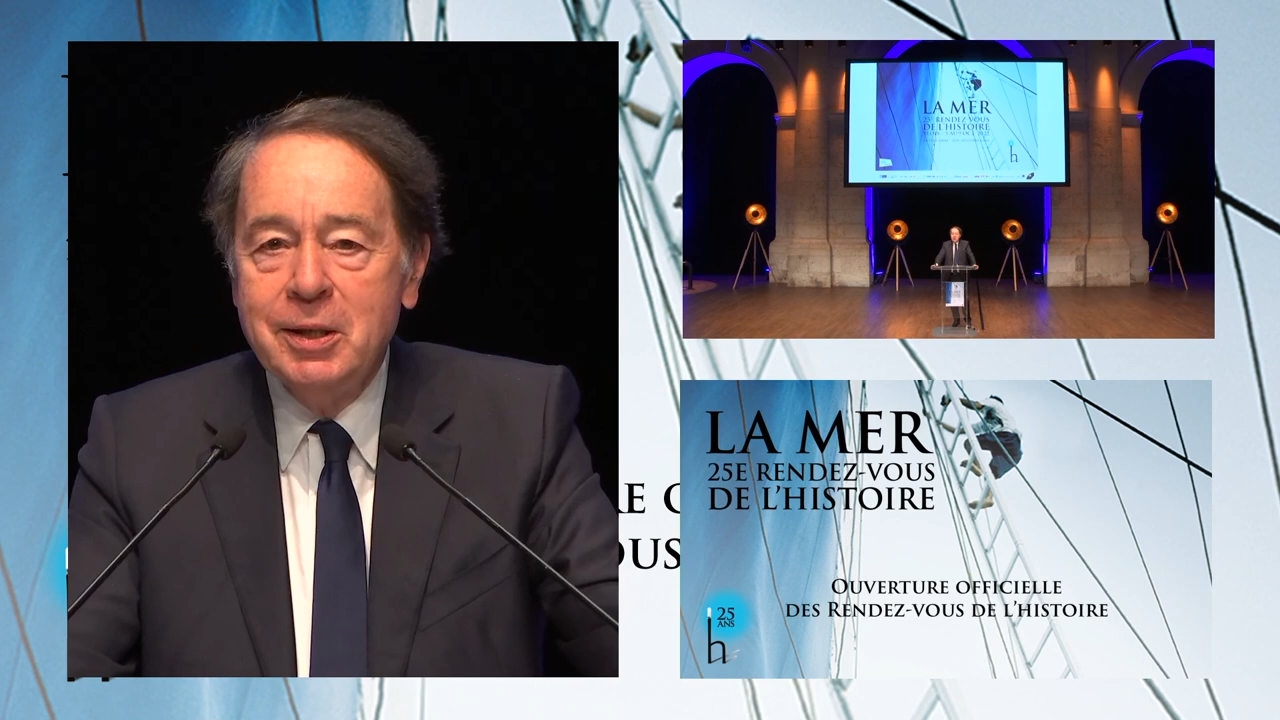 LA MER
25E RENDEZ-VOUS
DE L'HISTOIRE
LA MER
25E RENDEZ-VOUS
DE L'HISTOIRE
OUVERTURE OFFICIELLE
DES RENDEZ-VOUS DE L'HISTOIRE
25
ANS
h